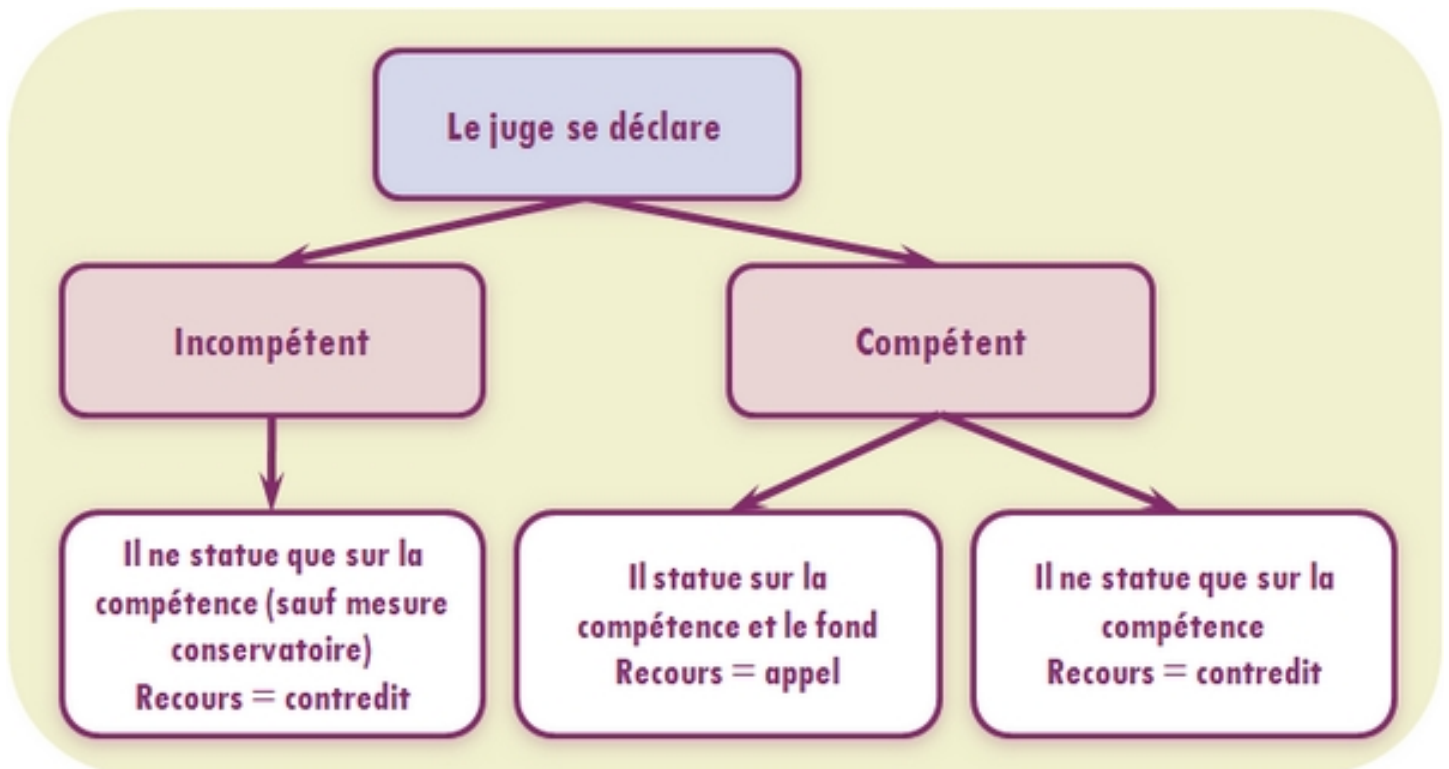 Le juge se déclare
Incompétent
Compétent
Il ne statue que sur la
compétence (sauf mesure
conservatoire)
Recours = contredit
Il statue sur la
compétence et le fond
Recours = appel
Il ne statue que sur la
compétence
Recours = contredit